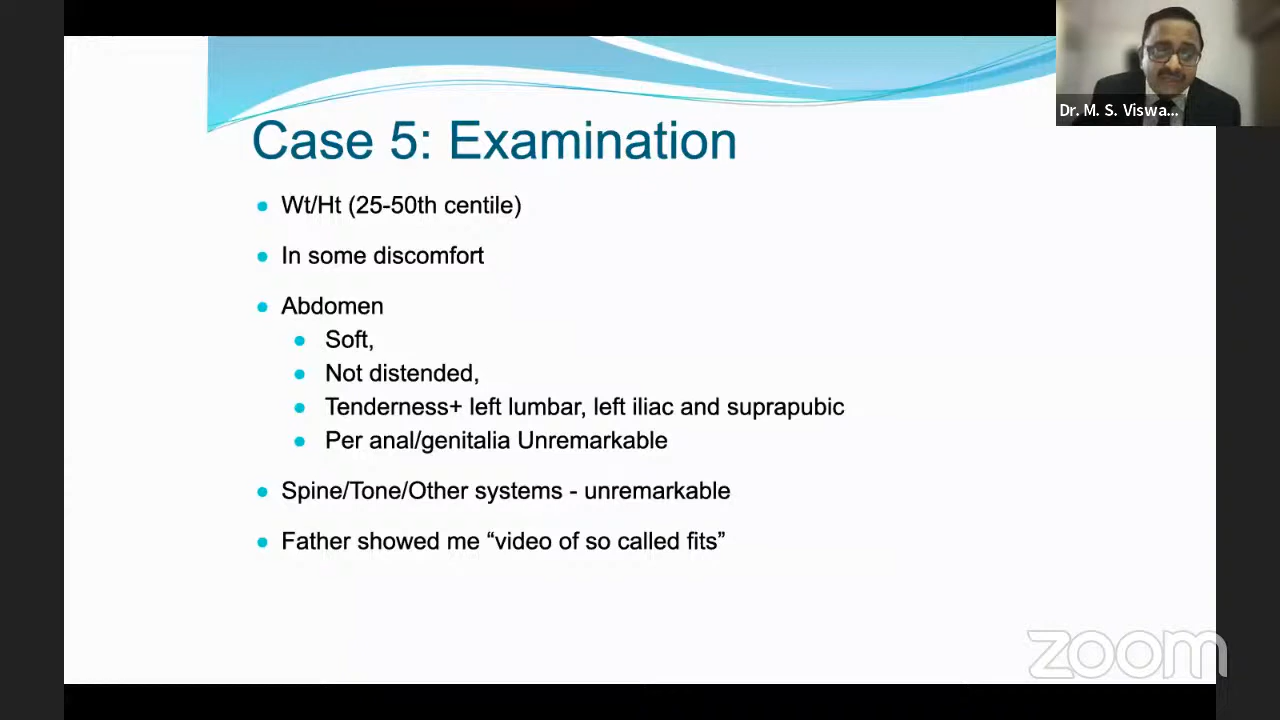 Dr. M. S. Viswa...
Case 5: Examination
Wt/Ht (25-50th centile)
In some discomfort
Abdomen
Soft,
Not distended,
Tenderness+ left lumbar, left iliac and suprapubic
Per anal/genitalia Unremarkable
Spine/Tone/Other systems - unremarkable
Father showed me “video of so called fits”
zoom